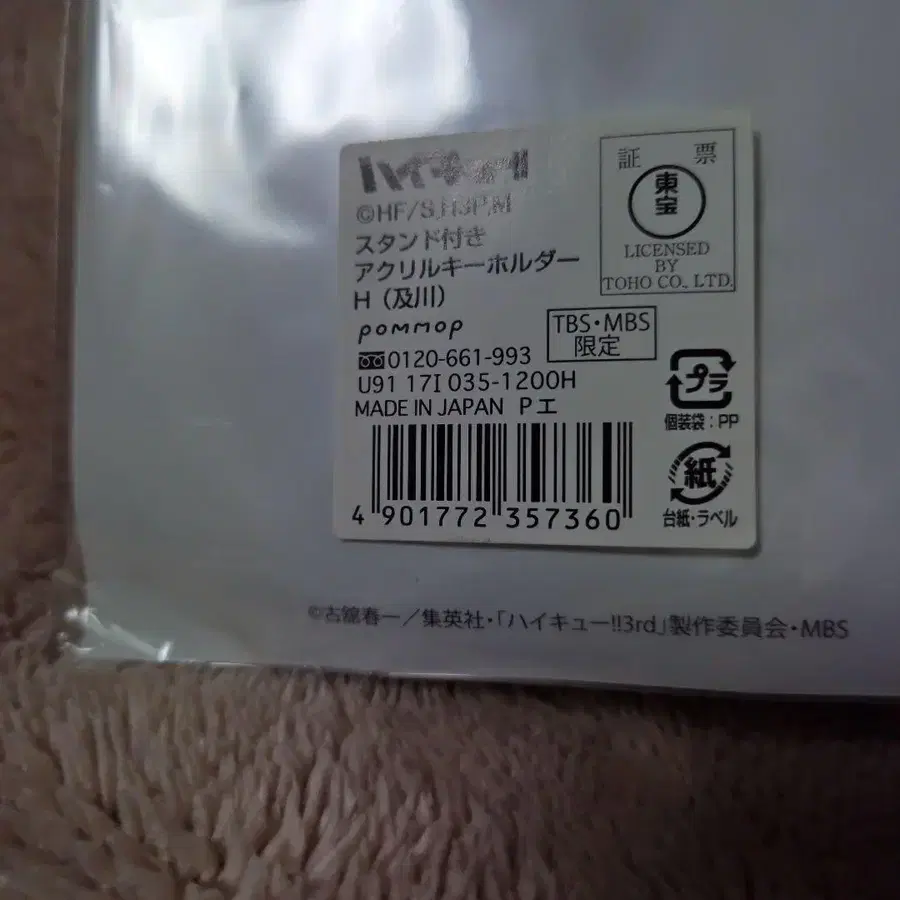 ハイキュー!!
©HF/S,H3P,M
スタンド付き
アクリルキーホルダー
H（及川）
pommop
0120-661-993
U91 17I 035-1200H
MADE IN JAPAN P工
4 901772 357360
証 票
東宝
LICENSED
BY
TOHO CO., LTD.
TBS・MBS
限定
プラ
個装袋：PP
紙
台紙・ラベル
©古舘春一／集英社・「ハイキュー!!3rd」製作委員会・MBS